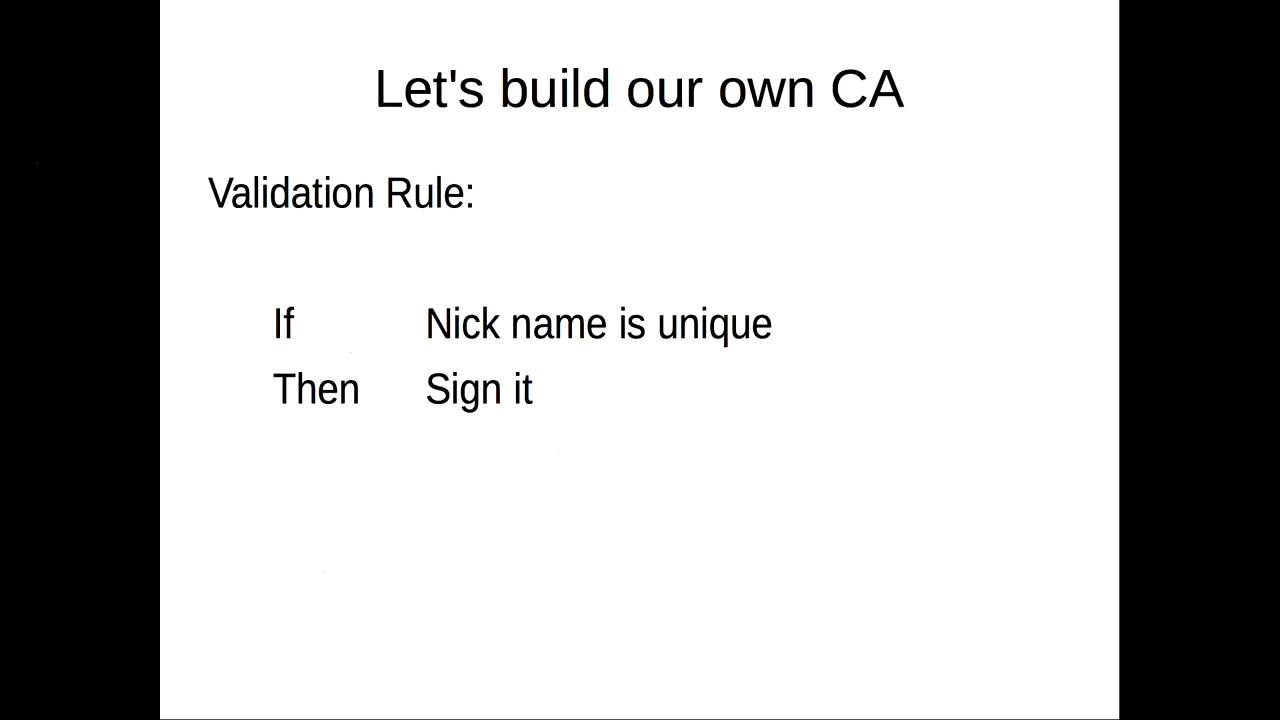 Let's build our own CA
Validation Rule:
If Nick name is unique
Then Sign it